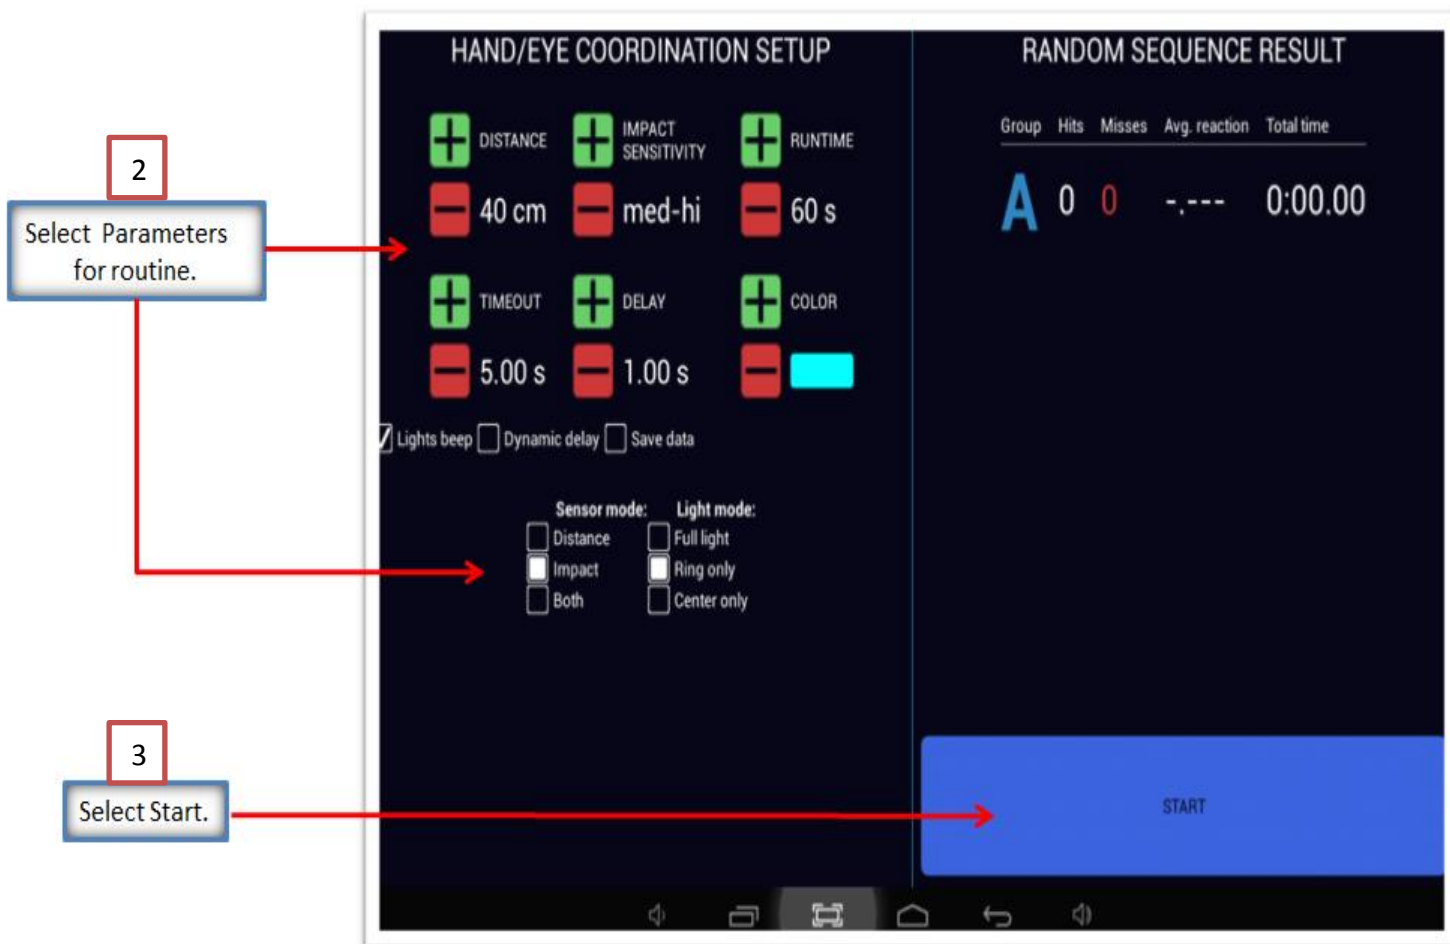 HAND/EYE COORDINATION SETUP
DISTANCE
IMPACT
SENSITIVITY
RUNTIME
40 cm
med-hi
60 s
TIMEOUT
DELAY
COLOR
5.00 s
1.00 s
Lights beep
Dynamic delay
Save data
Sensor mode:
Light mode:
Distance
Full light
Impact
Ring only
Both
Center only
RANDOM SEQUENCE RESULT
Group Hits Misses Avg. reaction Total time
A 0 0 -.--- 0:00.00
START
2
Select Parameters
for routine.
3
Select Start.